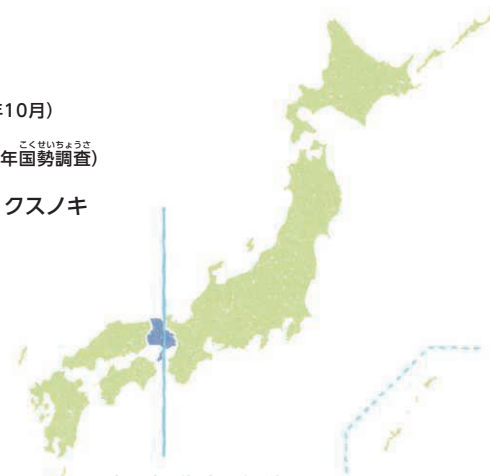 年10月）
こくせいちょうさ
年国勢調査）
クスノキ